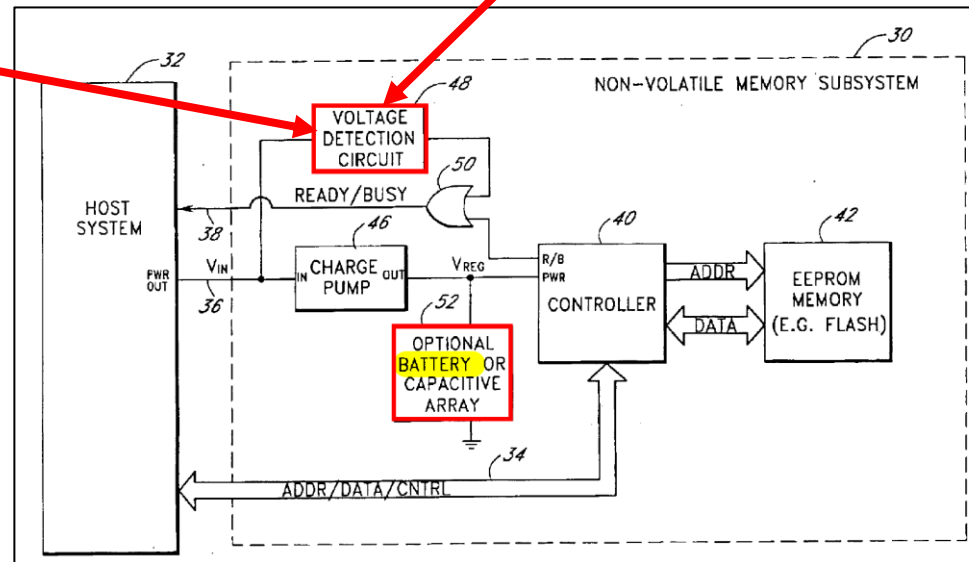 32
30
NON-VOLATILE MEMORY SUBSYSTEM
48
VOLTAGE
DETECTION
CIRCUIT
50
READY/BUSY
HOST
SYSTEM
38
46
40
42
PWR
OUT
VIN
36
IN
CHARGE
PUMP
OUT
VREG
R/B
PWR
CONTROLLER
ADDR
DATA
EEPROM
MEMORY
(E.G. FLASH)
52
OPTIONAL
BATTERY OR
CAPACITIVE
ARRAY
34
ADDR/DATA/CNTRL